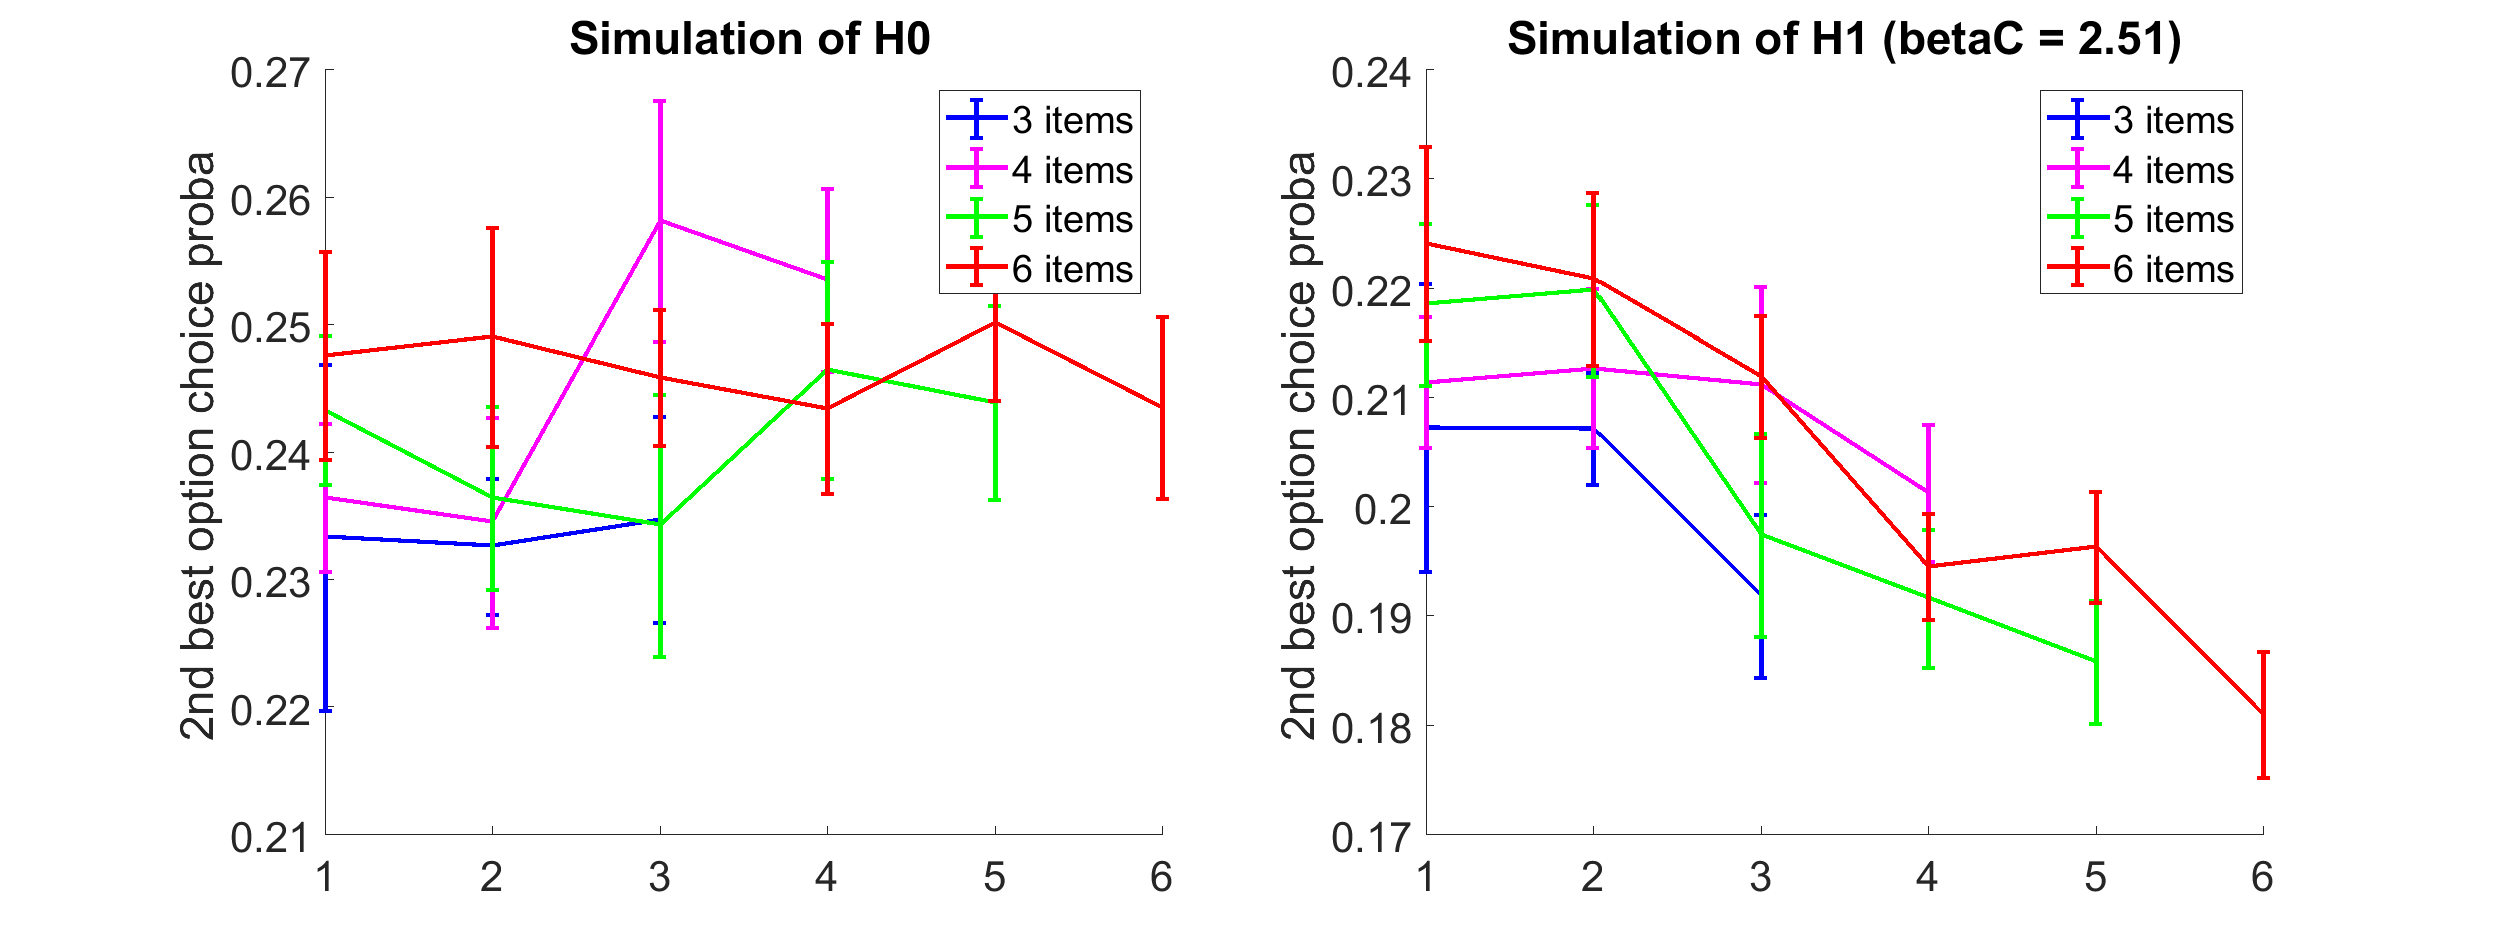 Simulation of H0
0.27
0.26
0.25
0.24
0.23
0.22
0.21
2nd best option choice proba
1 2 3 4 5 6
3 items
4 items
5 items
6 items
Simulation of H1 (betaC = 2.51)
0.24
0.23
0.22
0.21
0.2
0.19
0.18
0.17
2nd best option choice proba
1 2 3 4 5 6
3 items
4 items
5 items
6 items